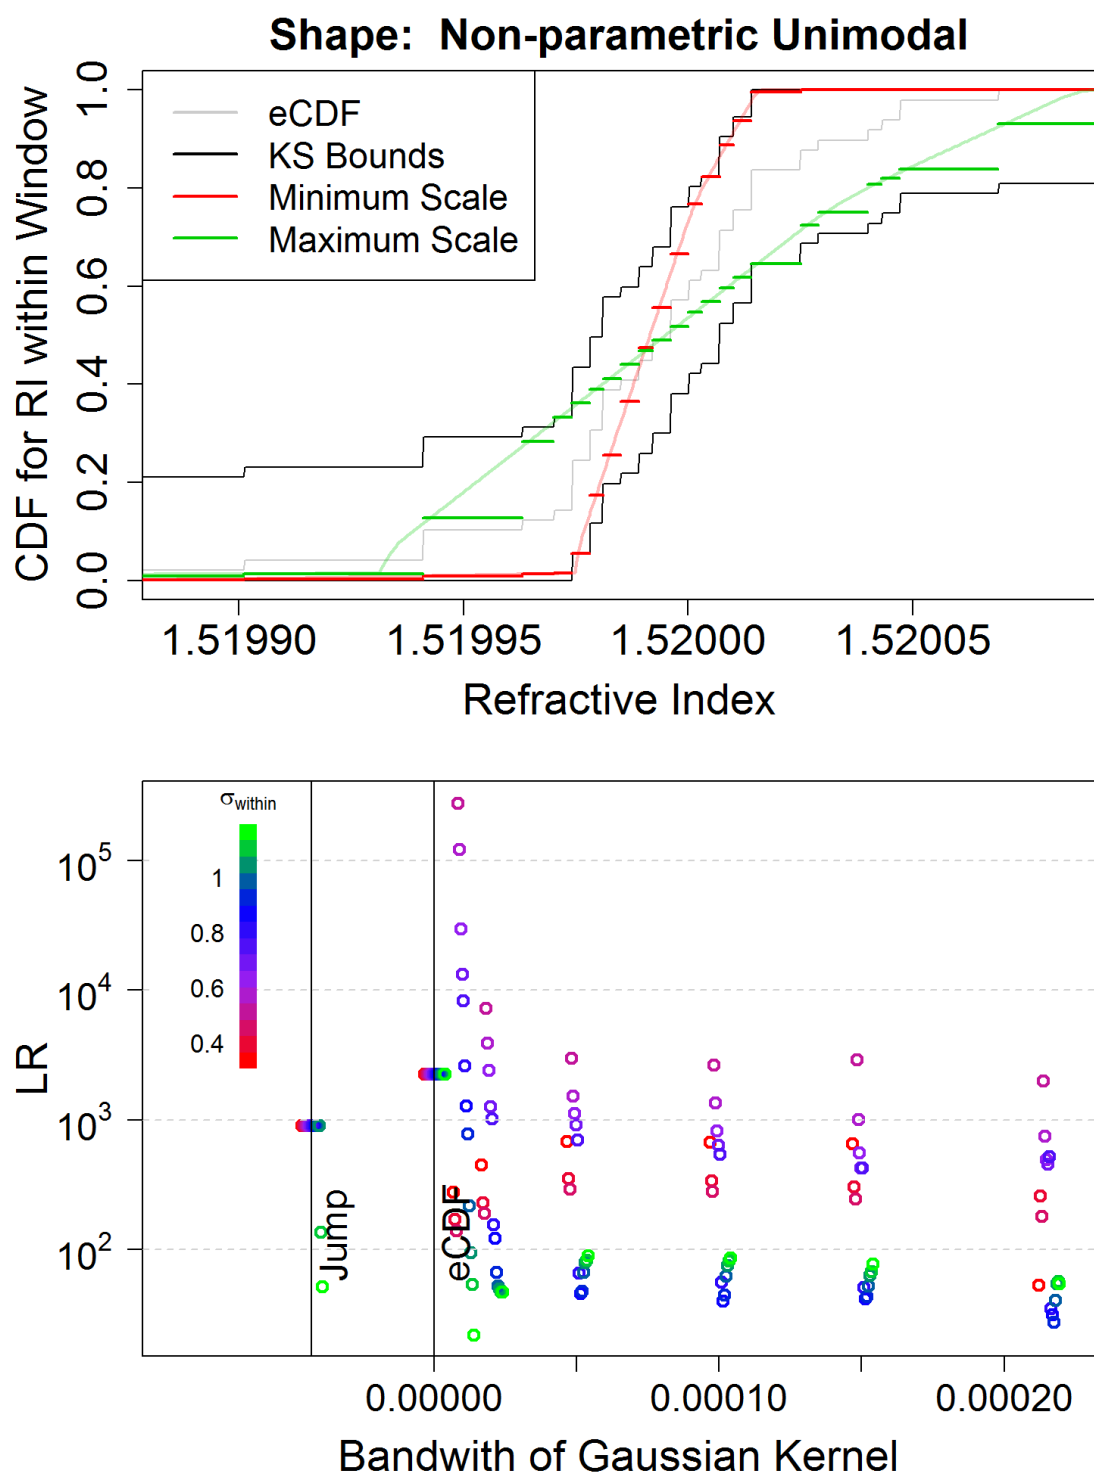 Shape: Non-parametric Unimodal
CDF for RI within Window
1.0
0.8
0.6
0.4
0.2
0.0
eCDF
KS Bounds
Minimum Scale
Maximum Scale
1.51990 1.51995 1.52000 1.52005
Refractive Index
LR
10^5
10^4
10^3
10^2
σwithin
1
0.8
0.6
0.4
Jump
eCDF
0.00000 0.00010 0.00020
Bandwith of Gaussian Kernel